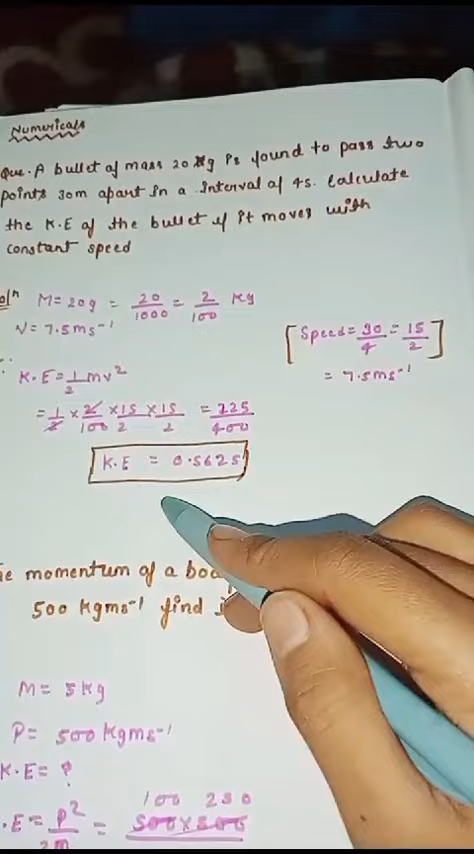 Numericals
Que. A bullet of mass 20 g is found to pass two
points 30m apart in a interval of 4s. Calculate
the K.E of the bullet if it moves with
constant speed
olⁿ M = 20g = 20/1000 = 2/100 Kg
V = 7.5ms⁻¹
[Speed = 30/4 = 15/2]
= 7.5ms⁻¹
∵ K.E = 1/2 mv²
= 1/2 × 2/100 × 15/2 × 15/2 = 225/400
K.E = 0.5625
e momentum of a bod
500 kgms⁻¹ find
M = 5Kg
P = 500 Kgms⁻¹
K.E = ?
.E = P²/2m = 500×500
100 250